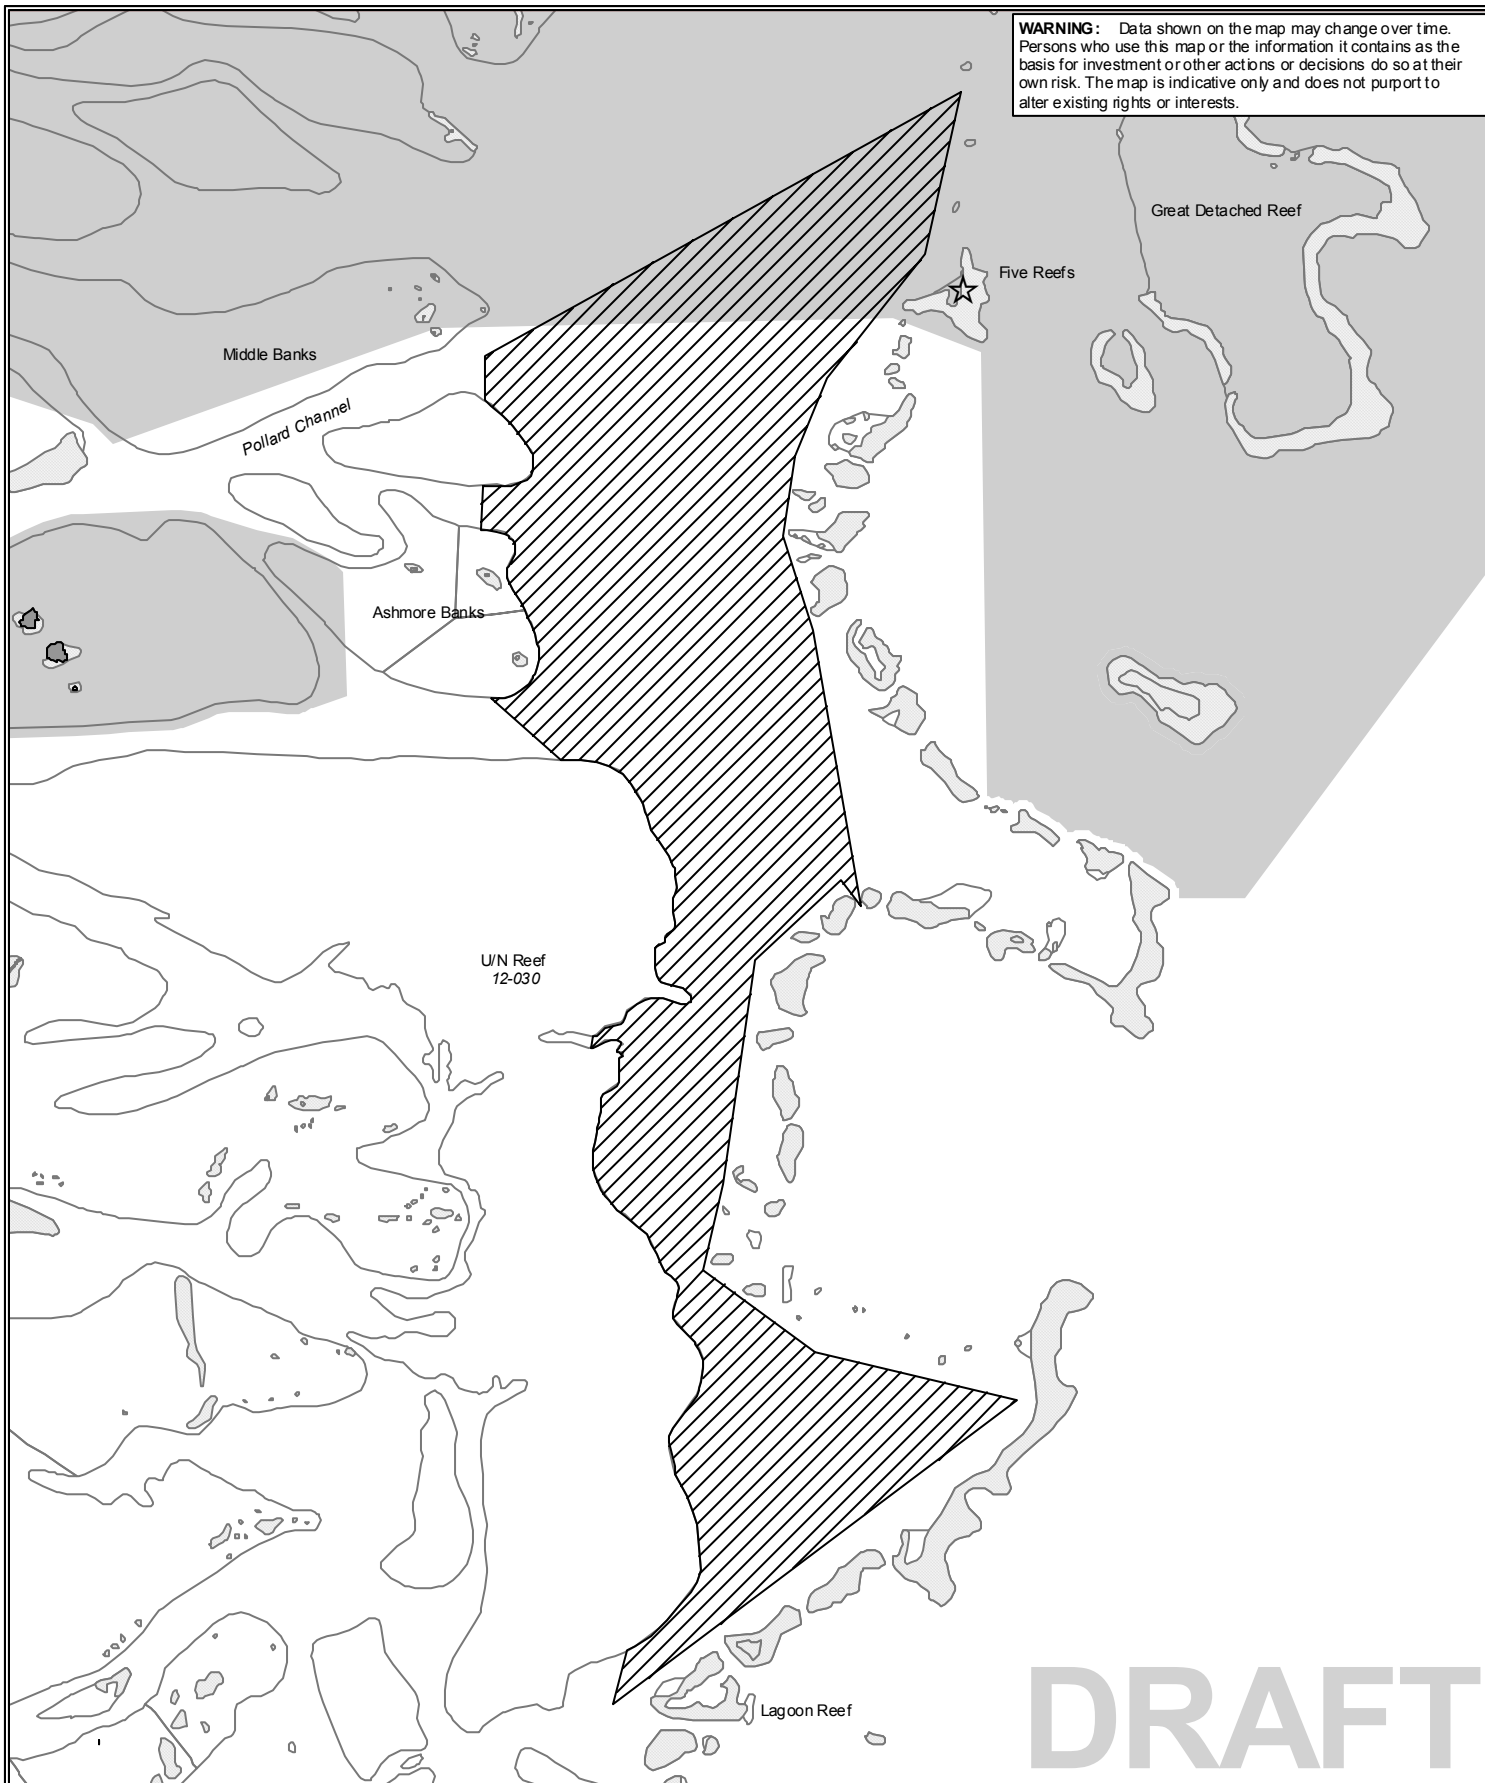 WARNING: Data shown on the map may change over time.
Persons who use this map or the information it contains as the
basis for investment or other actions or decisions do so at their
own risk. The map is indicative only and does not purport to
alter existing rights or interests.
Great Detached Reef
Five Reefs
Middle Banks
Pollard Channel
Ashmore Banks
U/N Reef
12-030
Lagoon Reef
DRAFT